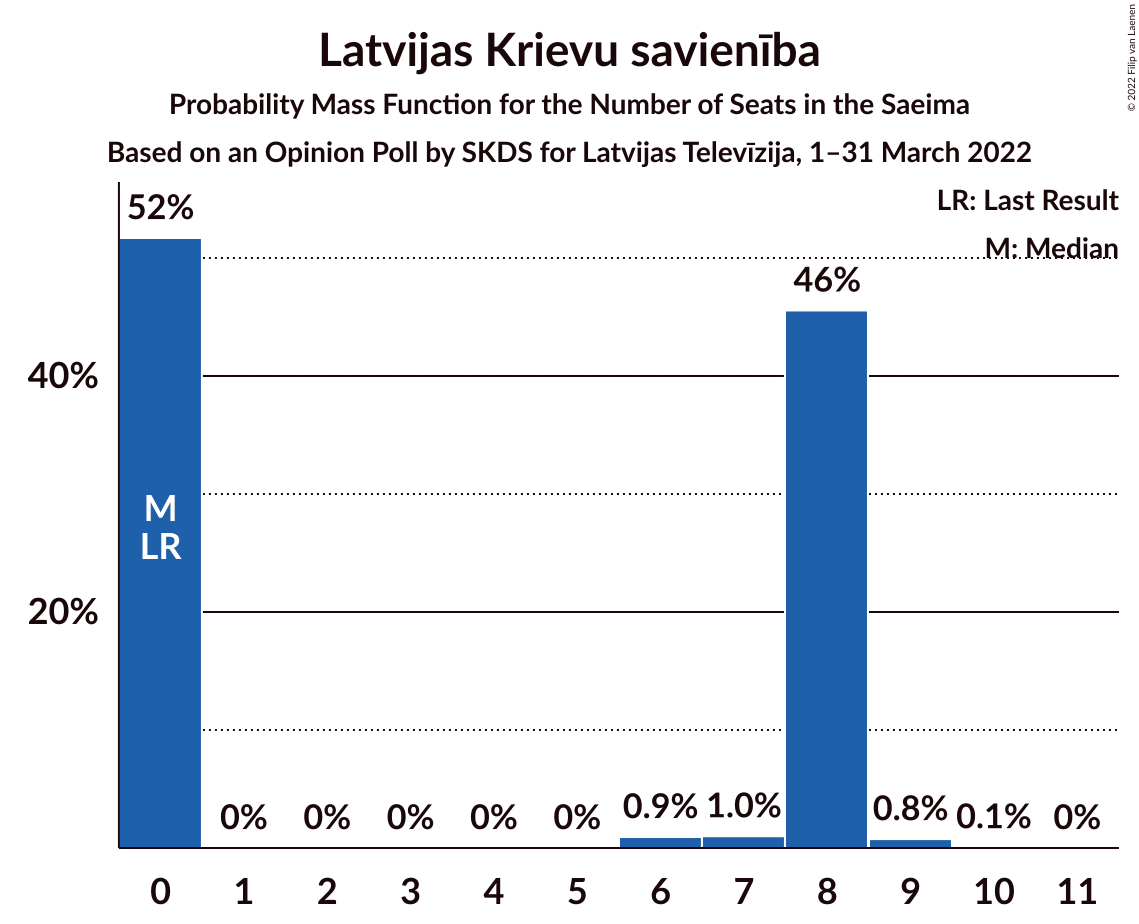 Latvijas Krievu savienība
Probability Mass Function for the Number of Seats in the Saeima
Based on an Opinion Poll by SKDS for Latvijas Televīzija, 1–31 March 2022
© 2022 Filip van Laenen
LR: Last Result
M: Median
52%
46%
40%
M
LR
20%
0% 0% 0% 0% 0% 0.9% 1.0% 0.8% 0.1% 0%
0 1 2 3 4 5 6 7 8 9 10 11